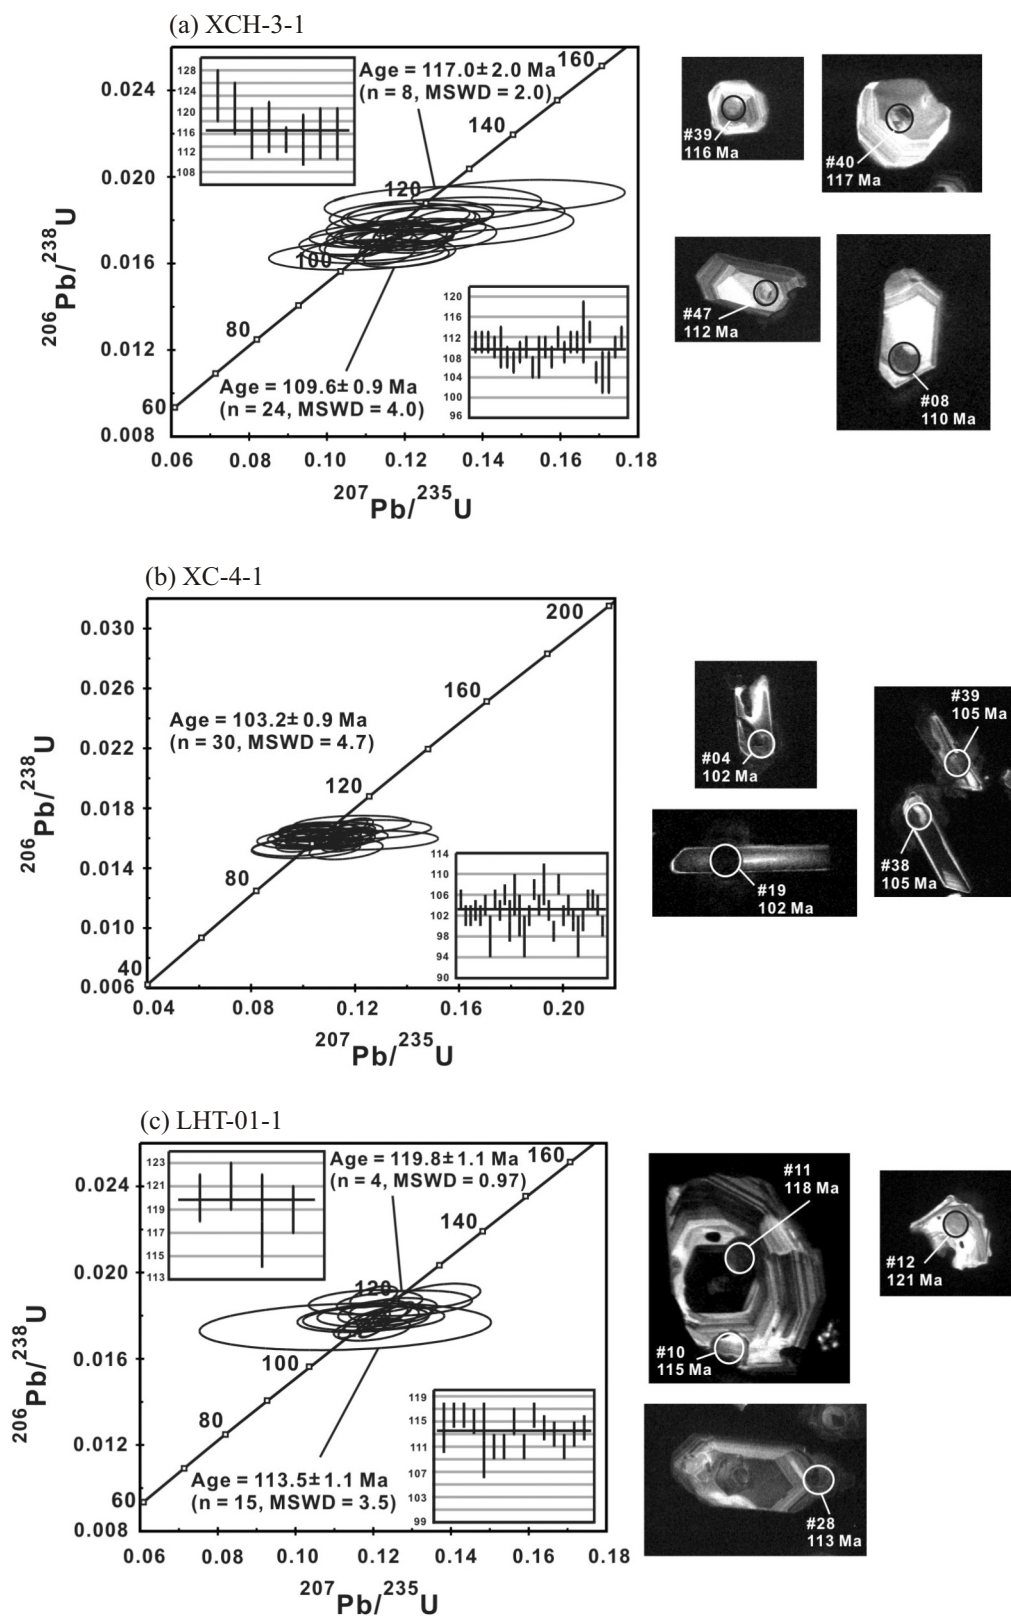 (a) XCH-3-1
0.024
0.020
0.016
0.012
0.008
206Pb/238U
128
124
120
116
112
108
Age = 117.0±2.0 Ma
(n = 8, MSWD = 2.0)
160
140
120
100
80
60
120
116
112
108
104
100
96
Age = 109.6±0.9 Ma
(n = 24, MSWD = 4.0)
0.06 0.08 0.10 0.12 0.14 0.16 0.18
207Pb/235U
#39
116 Ma
#40
117 Ma
#47
112 Ma
#08
110 Ma
(b) XC-4-1
0.030
0.026
0.022
0.018
0.014
0.010
0.006
206Pb/238U
200
160
120
80
40
Age = 103.2±0.9 Ma
(n = 30, MSWD = 4.7)
114
110
106
102
98
94
90
0.04 0.08 0.12 0.16 0.20
207Pb/235U
#04
102 Ma
#39
105 Ma
#19
102 Ma
#38
105 Ma
(c) LHT-01-1
0.024
0.020
0.016
0.012
0.008
206Pb/238U
123
121
119
117
115
113
Age = 119.8±1.1 Ma
(n = 4, MSWD = 0.97)
160
140
120
100
80
60
119
115
111
107
103
99
Age = 113.5±1.1 Ma
(n = 15, MSWD = 3.5)
0.06 0.08 0.10 0.12 0.14 0.16 0.18
207Pb/235U
#11
118 Ma
#12
121 Ma
#10
115 Ma
#28
113 Ma